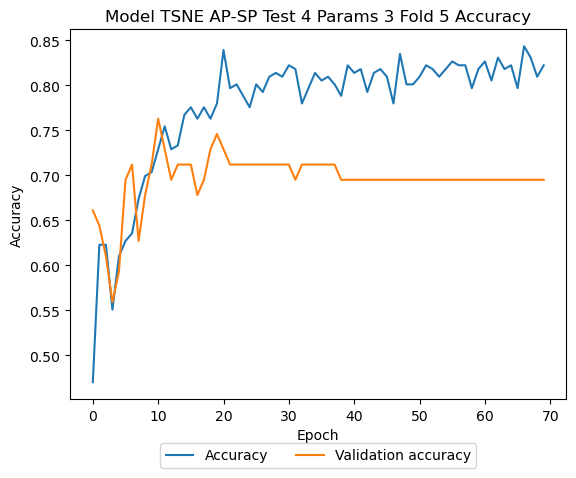 Model TSNE AP-SP Test 4 Params 3 Fold 5 Accuracy
0.85
0.80
0.75
0.70
0.65
0.60
0.55
0.50
Accuracy
0 10 20 30 40 50 60 70
Epoch
Accuracy Validation accuracy